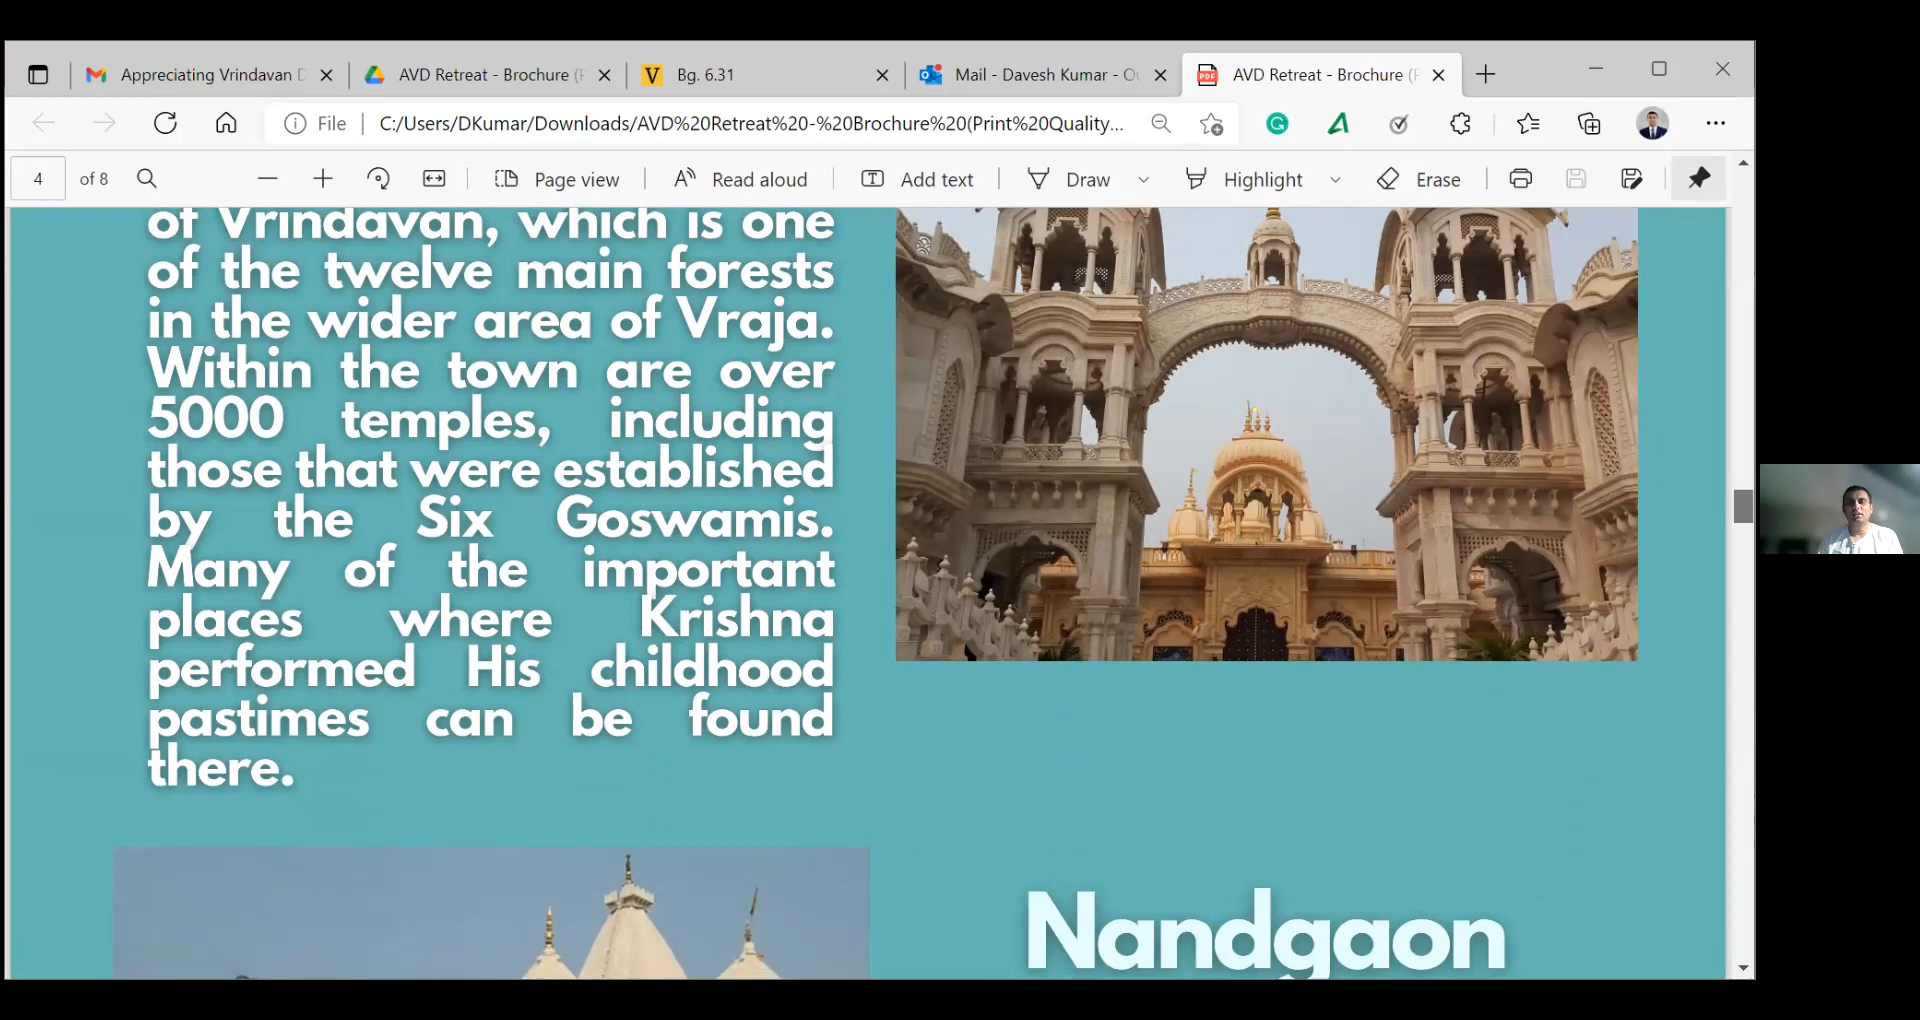 Appreciating Vrindavan D
AVD Retreat - Brochure (P
Bg. 6.31
Mail - Davesh Kumar - Ou
AVD Retreat - Brochure (P
File
C:/Users/DKumar/Downloads/AVD%20Retreat%20-%20Brochure%20(Print%20Quality...
4 of 8
Page view
Read aloud
Add text
Draw
Highlight
Erase
of Vrindavan, which is one
of the twelve main forests
in the wider area of Vraja.
Within the town are over
5000 temples, including
those that were established
by the Six Goswamis.
Many of the important
places where Krishna
performed His childhood
pastimes can be found
there.
Nandgaon